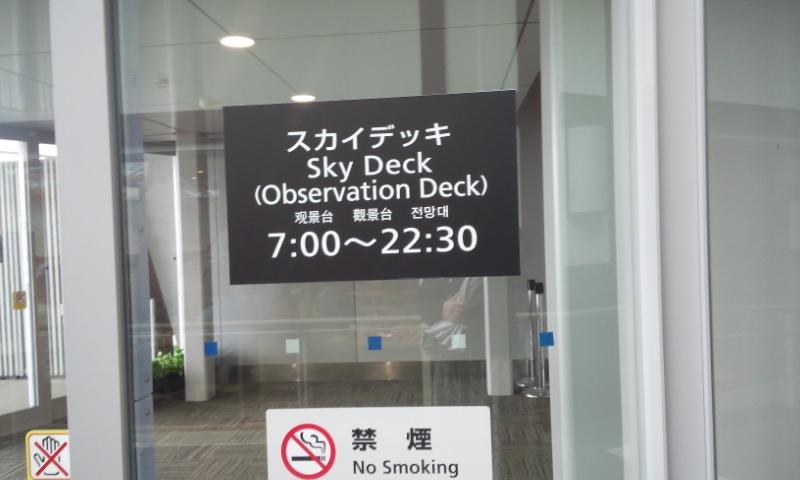 スカイデッキ
Sky Deck
(Observation Deck)
观景台 觀景台 전망대
7:00～22:30
禁煙
No Smoking